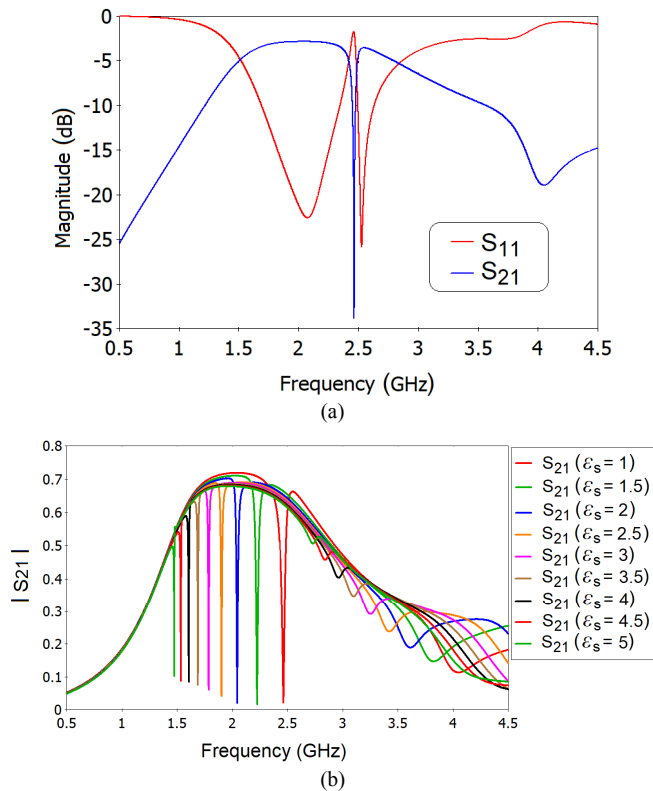 0
-5
-10
-15
-20
-25
-30
-35
Magnitude (dB)
S11
S21
0.5 1 1.5 2 2.5 3 3.5 4 4.5
Frequency (GHz)
(a)
0.8
0.7
0.6
0.5
0.4
0.3
0.2
0.1
0
| S21 |
0.5 1 1.5 2 2.5 3 3.5 4 4.5
Frequency (GHz)
S21 (εs= 1)
S21 (εs= 1.5)
S21 (εs= 2)
S21 (εs= 2.5)
S21 (εs= 3)
S21 (εs= 3.5)
S21 (εs= 4)
S21 (εs= 4.5)
S21 (εs= 5)
(b)